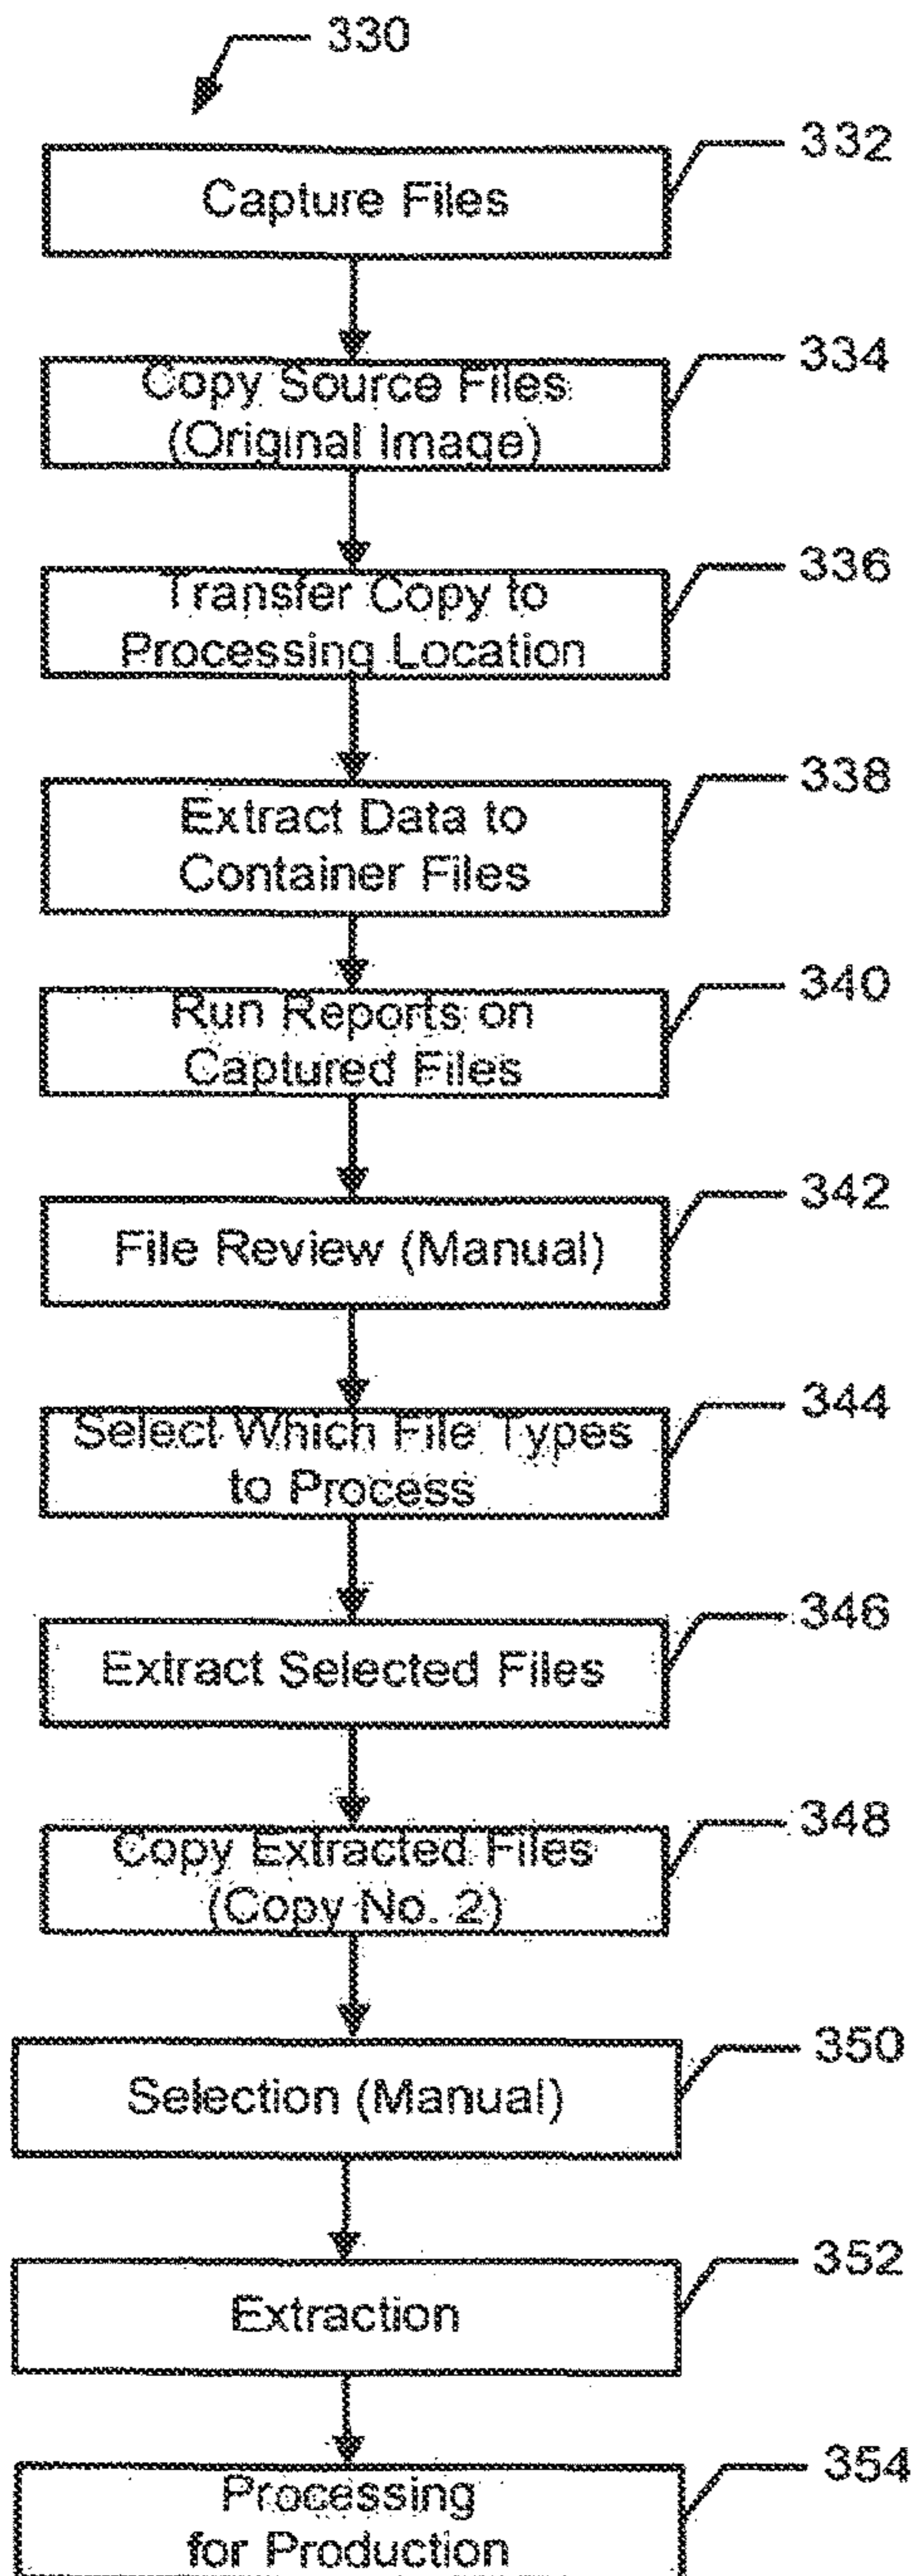 330
332
Capture Files
334
Copy Source Files
(Original Image)
336
Transfer Copy to
Processing Location
338
Extract Data to
Container Files
340
Run Reports on
Captured Files
342
File Review (Manual)
344
Select Which File Types
to Process
346
Extract Selected Files
348
Copy Extracted Files
(Copy No. 2)
350
Selection (Manual)
352
Extraction
354
Processing
for Production